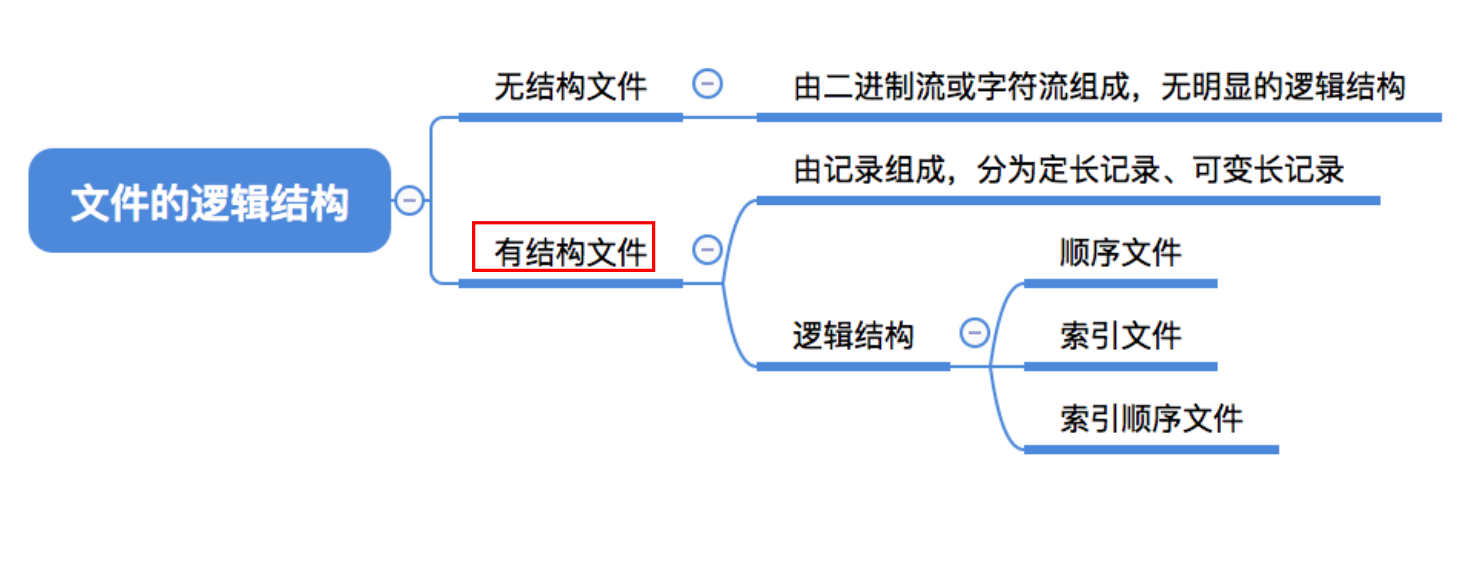 文件的逻辑结构
无结构文件
由二进制流或字符流组成，无明显的逻辑结构
有结构文件
由记录组成，分为定长记录、可变长记录
逻辑结构
顺序文件
索引文件
索引顺序文件